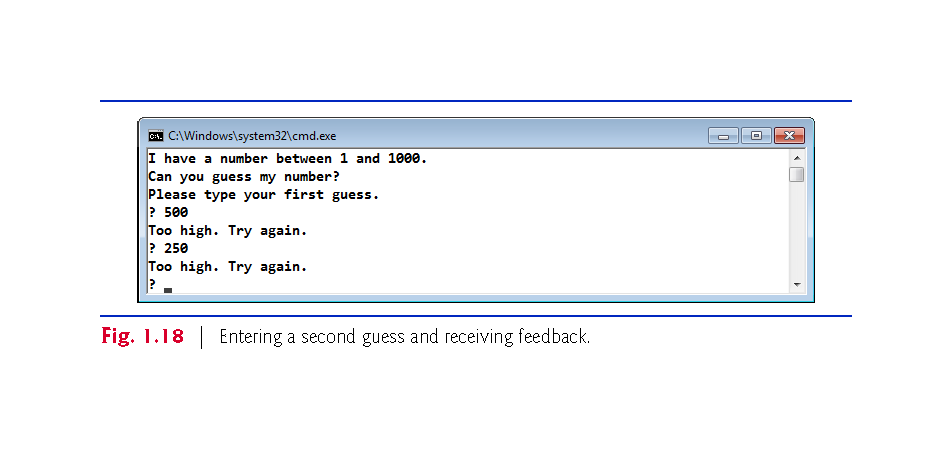 C:\Windows\system32\cmd.exe
I have a number between 1 and 1000.
Can you guess my number?
Please type your first guess.
? 500
Too high. Try again.
? 250
Too high. Try again.
?
Fig. 1.18 | Entering a second guess and receiving feedback.